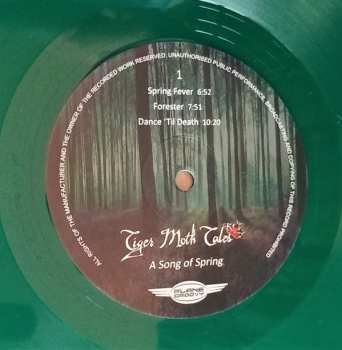 ALL RIGHTS OF THE MANUFACTURER AND THE OWNER OF THE RECORDED WORK RESERVED. UNAUTHORISED PUBLIC PERFORMANCE, BROADCASTING AND COPYING OF THIS RECORD PROHIBITED
1
Spring Fever 6:52
Forester 7:51
Dance 'Til Death 10:20
Tiger Moth Tales
A Song of Spring
PLANE
GROOVY